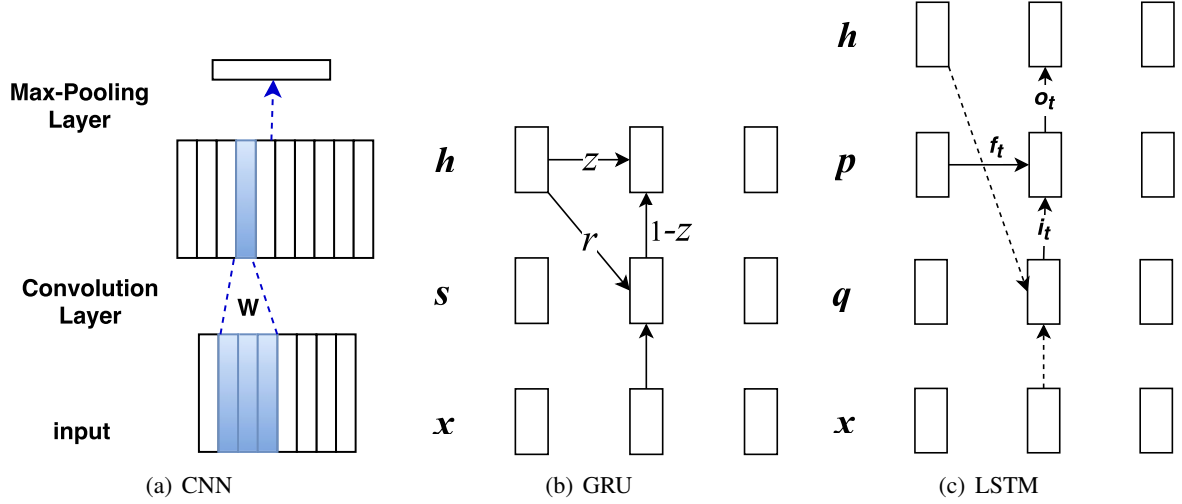 Max-Pooling
Layer
Convolution
Layer
W
input
(a) CNN
h
z
r
1-z
s
x
(b) GRU
h
o_t
p
f_t
i_t
q
x
(c) LSTM